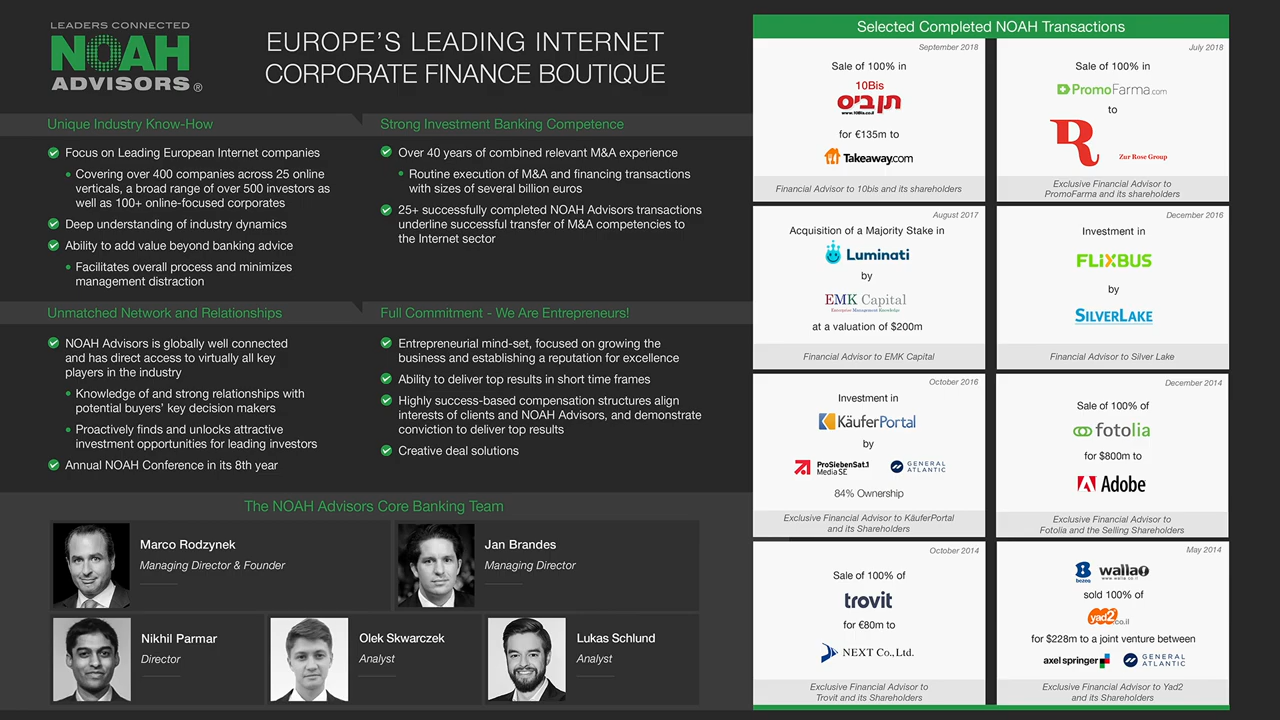 LEADERS CONNECTED
NOAH
ADVISORS®
EUROPE'S LEADING INTERNET
CORPORATE FINANCE BOUTIQUE
Unique Industry Know-How
Focus on Leading European Internet companies
Covering over 400 companies across 25 online
verticals, a broad range of over 500 investors as
well as 100+ online-focused corporates
Deep understanding of industry dynamics
Ability to add value beyond banking advice
Facilitates overall process and minimizes
management distraction
Strong Investment Banking Competence
Over 40 years of combined relevant M&A experience
Routine execution of M&A and financing transactions
with sizes of several billion euros
25+ successfully completed NOAH Advisors transactions
underline successful transfer of M&A competencies to
the Internet sector
Unmatched Network and Relationships
NOAH Advisors is globally well connected
and has direct access to virtually all key
players in the industry
Knowledge of and strong relationships with
potential buyers' key decision makers
Proactively finds and unlocks attractive
investment opportunities for leading investors
Annual NOAH Conference in its 8th year
Full Commitment - We Are Entrepreneurs!
Entrepreneurial mind-set, focused on growing the
business and establishing a reputation for excellence
Ability to deliver top results in short time frames
Highly success-based compensation structures align
interests of clients and NOAH Advisors, and demonstrate
conviction to deliver top results
Creative deal solutions
The NOAH Advisors Core Banking Team
Marco Rodzynek
Managing Director & Founder
Jan Brandes
Managing Director
Nikhil Parmar
Director
Olek Skwarczek
Analyst
Lukas Schlund
Analyst
Selected Completed NOAH Transactions
September 2018
Sale of 100% in
10Bis
תן ביס
www.10Bis.co.il
for €135m to
Takeaway.com
Financial Advisor to 10bis and its shareholders
July 2018
Sale of 100% in
PromoFarma.com
to
R
Zur Rose Group
Exclusive Financial Advisor to
PromoFarma and its shareholders
August 2017
Acquisition of a Majority Stake in
Luminati
by
EMK Capital
Enterprise Management Knowledge
at a valuation of $200m
Financial Advisor to EMK Capital
December 2016
Investment in
FLiXBUS
by
SILVERLAKE
Financial Advisor to Silver Lake
October 2016
Investment in
KäuferPortal
by
ProSiebenSat.1
Media SE
GENERAL
ATLANTIC
84% Ownership
Exclusive Financial Advisor to KäuferPortal
and its Shareholders
December 2014
Sale of 100% of
fotolia
for $800m to
Adobe
Exclusive Financial Advisor to
Fotolia and the Selling Shareholders
October 2014
Sale of 100% of
trovit
for €80m to
NEXT Co., Ltd.
Exclusive Financial Advisor to
Trovit and its Shareholders
May 2014
B
bezeq
walla!
www.walla.co.il
sold 100% of
yad2
co.il
for $228m to a joint venture between
axel springer
GENERAL
ATLANTIC
Exclusive Financial Advisor to Yad2
and its Shareholders